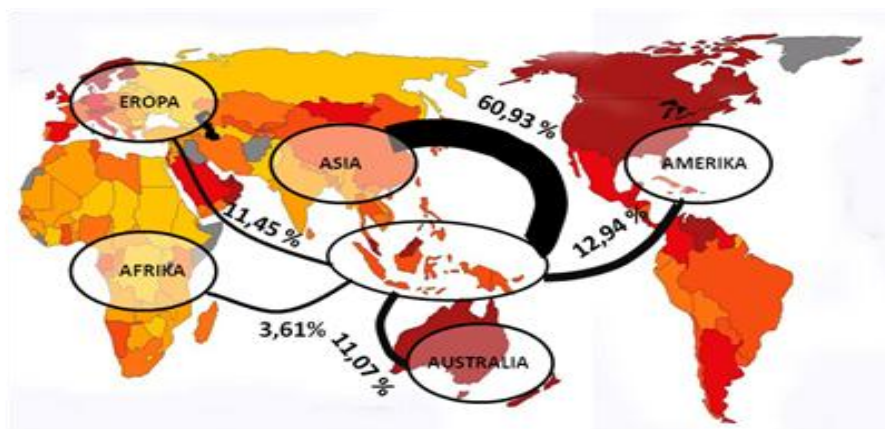 EROPA
60,93 %
ASIA
AMERIKA
11,45 %
12,94 %
AFRIKA
3,61%
11,07 %
AUSTRALIA